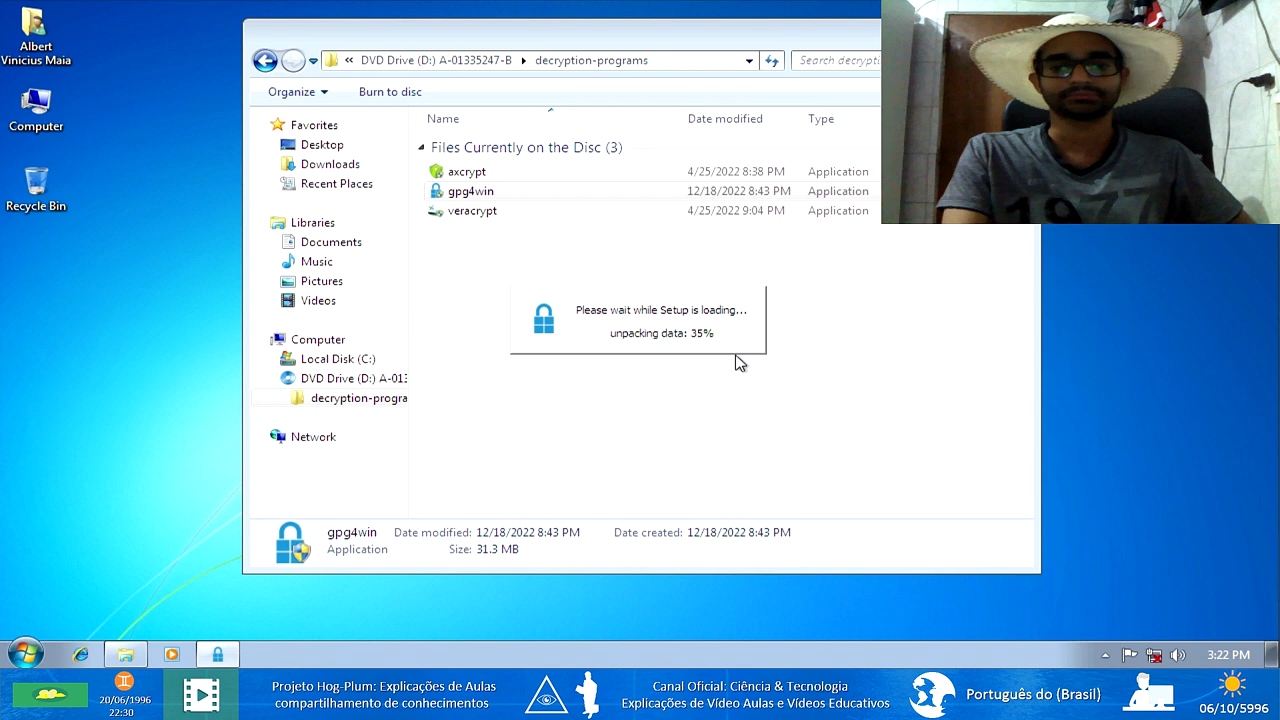 Albert
Vinicius Maia
Computer
Recycle Bin
« DVD Drive (D:) A-01335247-B decryption-programs
Search decrypti
Organize Burn to disc
Name Date modified Type
Favorites
Desktop
Downloads
Recent Places
Libraries
Documents
Music
Pictures
Videos
Computer
Local Disk (C:)
DVD Drive (D:) A-013
decryption-progra
Network
Files Currently on the Disc (3)
axcrypt 4/25/2022 8:38 PM Application
gpg4win 12/18/2022 8:43 PM Application
veracrypt 4/25/2022 9:04 PM Application
Please wait while Setup is loading...
unpacking data: 35%
gpg4win Date modified: 12/18/2022 8:43 PM Date created: 12/18/2022 8:43 PM
Application Size: 31.3 MB
1977
3:22 PM
20/06/1996
22:30
Projeto Hog-Plum: Explicações de Aulas
compartilhamento de conhecimentos
Canal Oficial: Ciência & Tecnologia
Explicações de Vídeo Aulas e Vídeos Educativos
Português do (Brasil)
06/10/5996